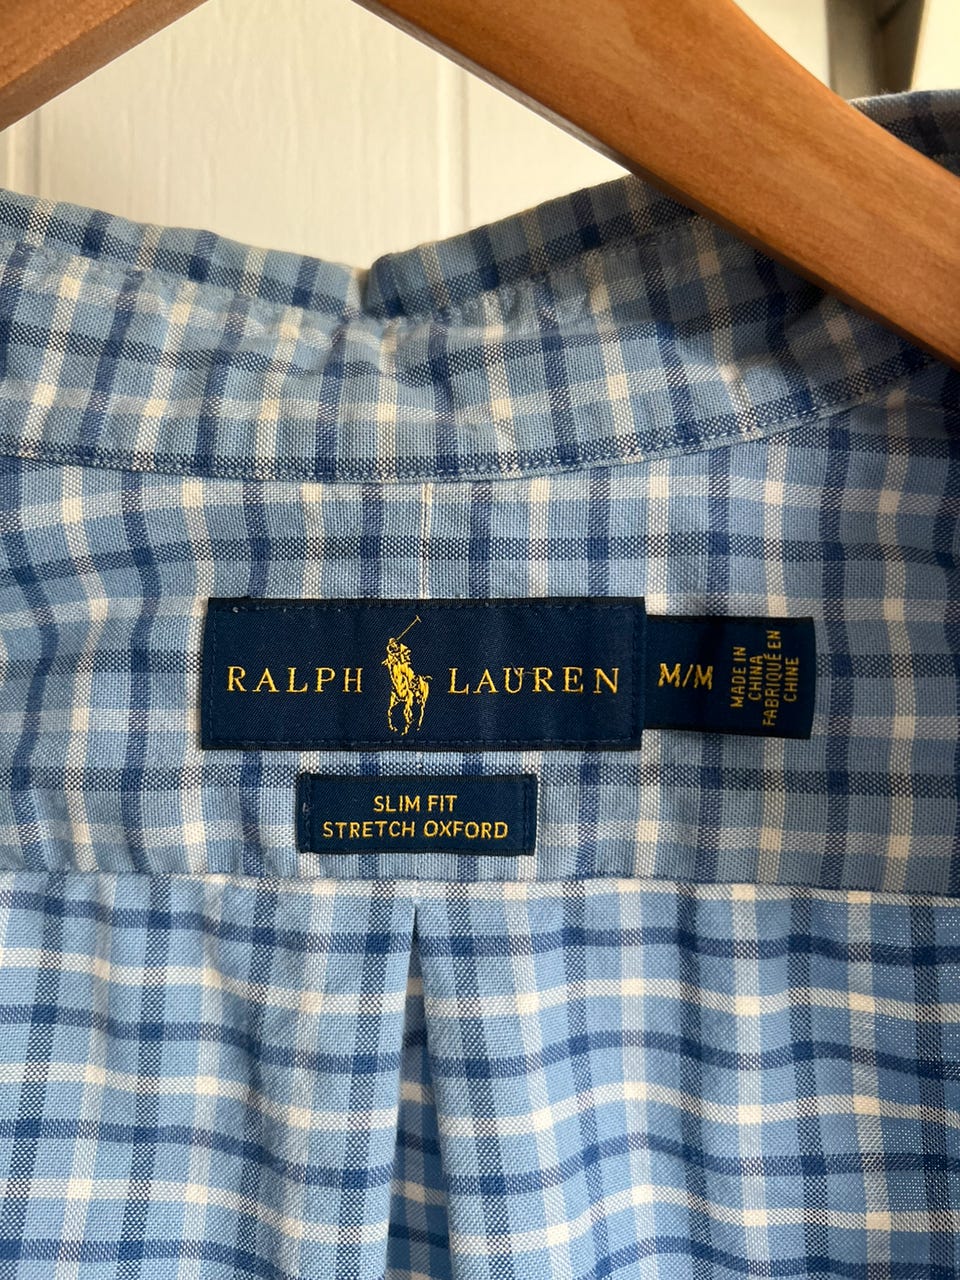 RALPH LAUREN
M/M
MADE IN
CHINA
FABRIQUÉ EN
CHINE
SLIM FIT
STRETCH OXFORD